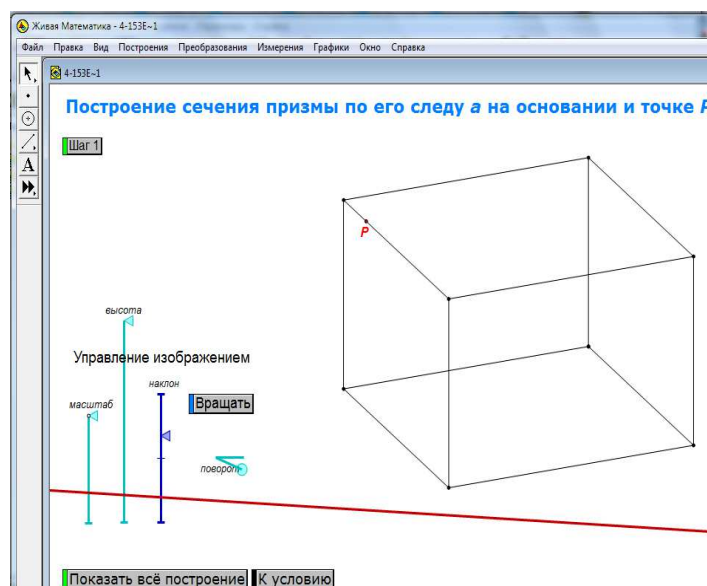 Живая Математика - 4-153E~1
Файл Правка Вид Построения Преобразования Измерения Графики Окно Справка
4-153E~1
Построение сечения призмы по его следу а на основании и точке P
Шаг 1
P
высота
Управление изображением
наклон
масштаб
Вращать
поворот
Показать всё построение К условию
A